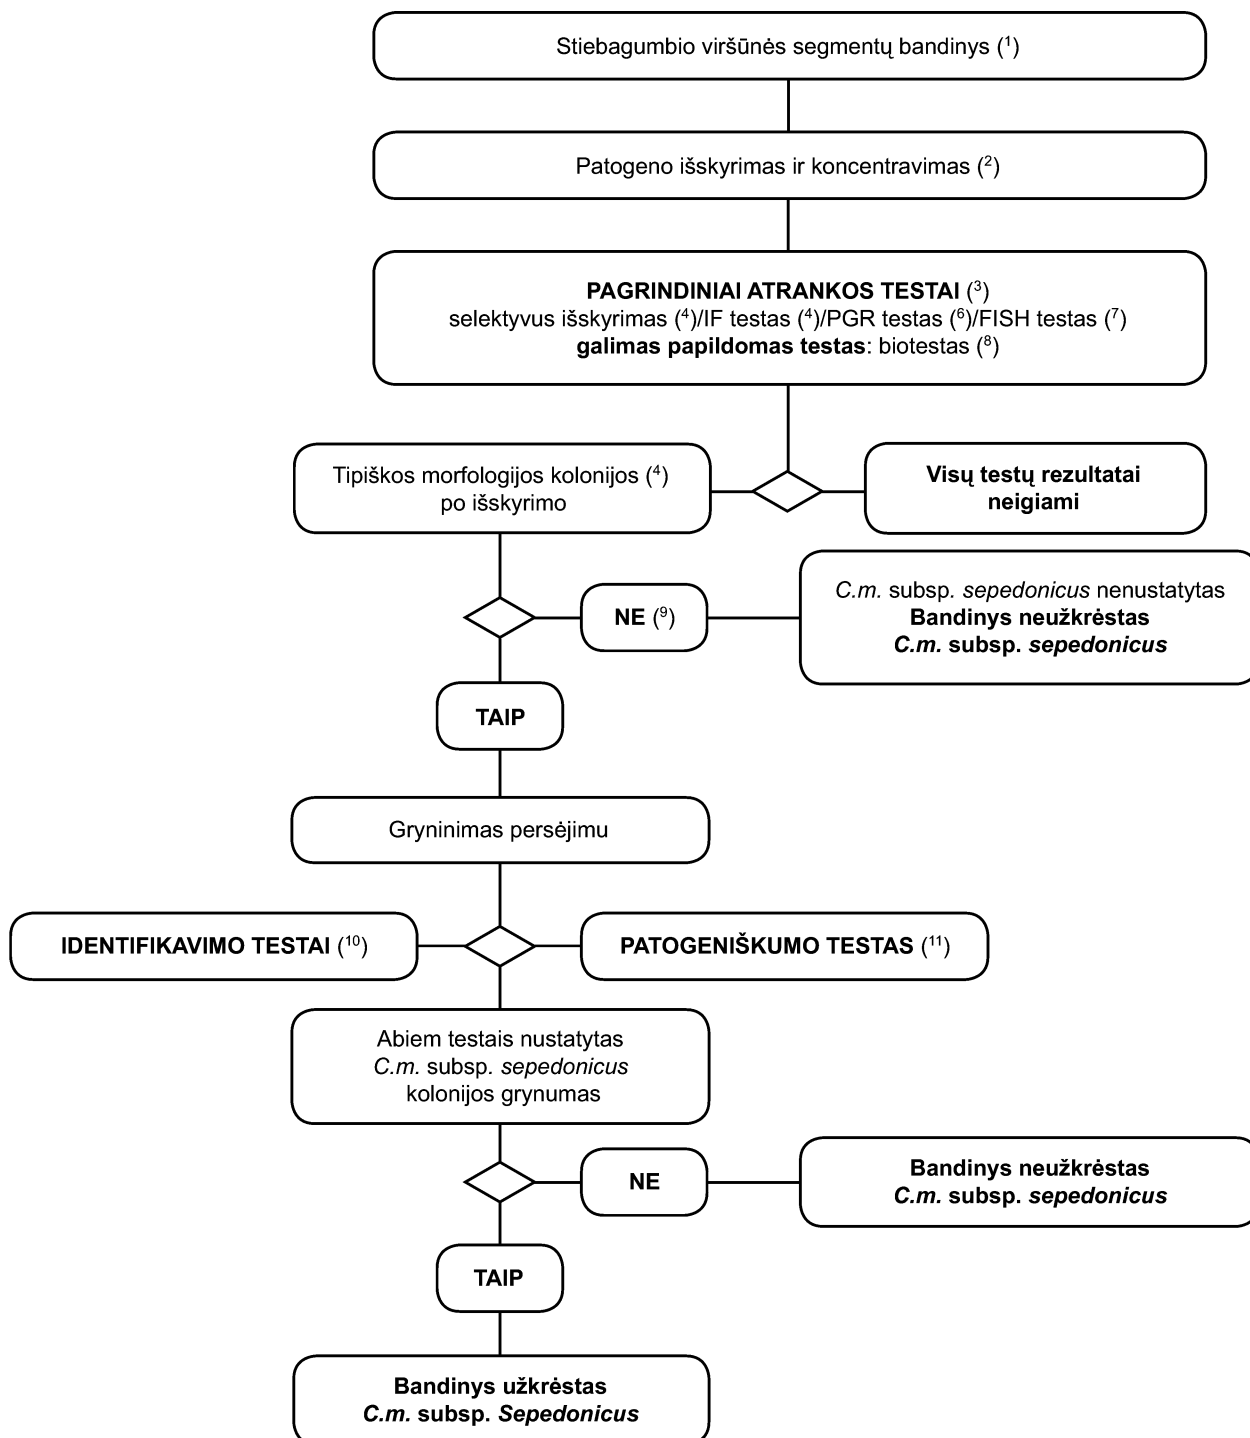 Stiebagumbio viršūnės segmentų bandinys (¹)
Patogeno išskyrimas ir koncentravimas (²)
PAGRINDINIAI ATRANKOS TESTAI (³)
selektyvus išskyrimas (⁴)/IF testas (⁴)/PGR testas (⁶)/FISH testas (⁷)
galimas papildomas testas: biotestas (⁸)
Tipiškos morfologijos kolonijos (⁴)
po išskyrimo
Visų testų rezultatai
neigiami
NE (⁹)
C.m. subsp. sepedonicus nenustatytas
Bandinys neužkrėstas
C.m. subsp. sepedonicus
TAIP
Gryninimas persėjimu
IDENTIFIKAVIMO TESTAI (¹⁰)
PATOGENIŠKUMO TESTAS (¹¹)
Abiem testais nustatytas
C.m. subsp. sepedonicus
kolonijos grynumas
NE
Bandinys neužkrėstas
C.m. subsp. sepedonicus
TAIP
Bandinys užkrėstas
C.m. subsp. Sepedonicus